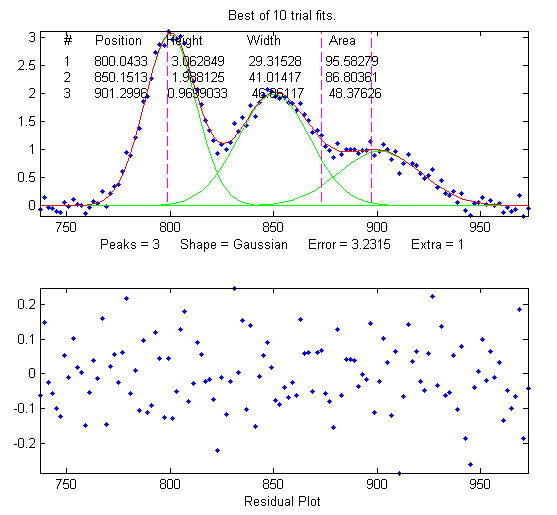 Best of 10 trial fits.
# Position Height Width Area
1 800.0433 3.062849 29.31528 95.58279
2 850.1513 1.988125 41.01417 86.80361
3 901.2996 0.9699033 46.86117 48.37626
3
2.5
2
1.5
1
0.5
0
750 800 850 900 950
Peaks = 3 Shape = Gaussian Error = 3.2315 Extra = 1
0.2
0.1
0
-0.1
-0.2
750 800 850 900 950
Residual Plot